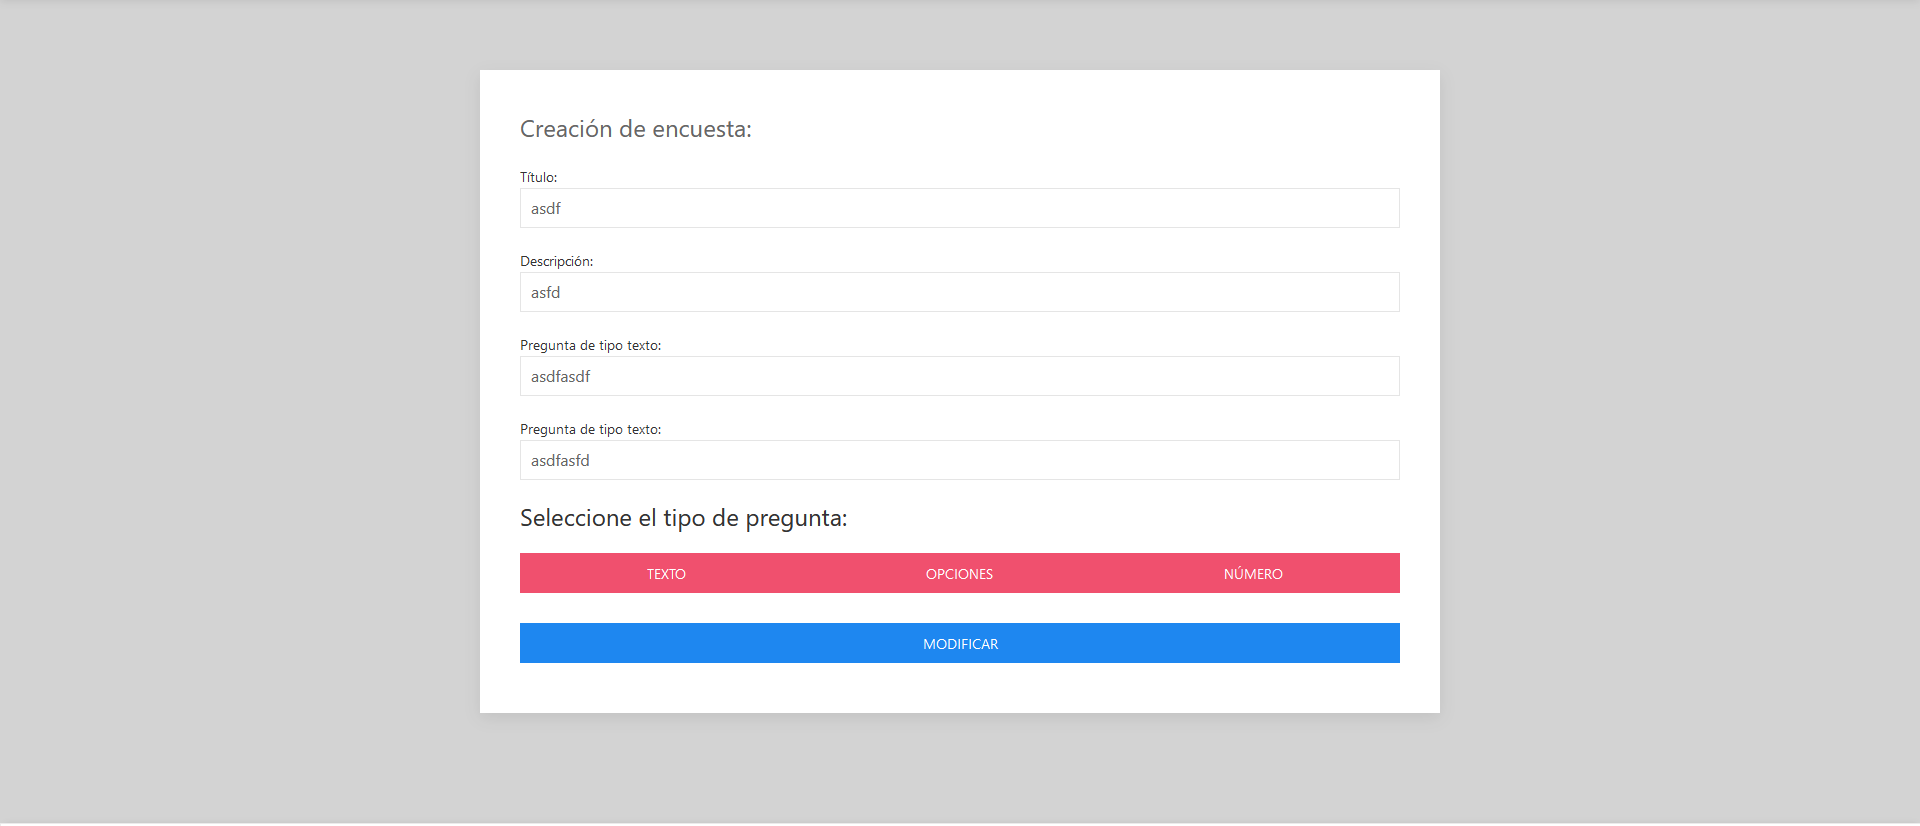 Creación de encuesta:
Título:
asdf
Descripción:
asfd
Pregunta de tipo texto:
asdfasdf
Pregunta de tipo texto:
asdfasfd
Seleccione el tipo de pregunta:
TEXTO OPCIONES NÚMERO
MODIFICAR